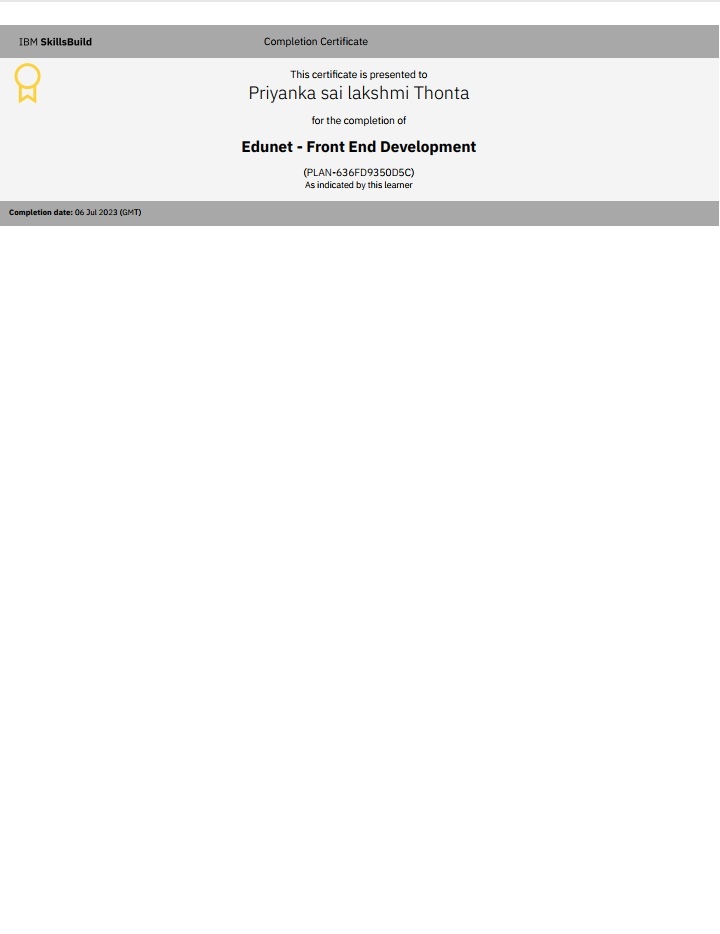 IBM SkillsBuild
Completion Certificate
This certificate is presented to
Priyanka sai lakshmi Thonta
for the completion of
Edunet - Front End Development
(PLAN-636FD9350D5C)
As indicated by this learner
Completion date: 06 Jul 2023 (GMT)